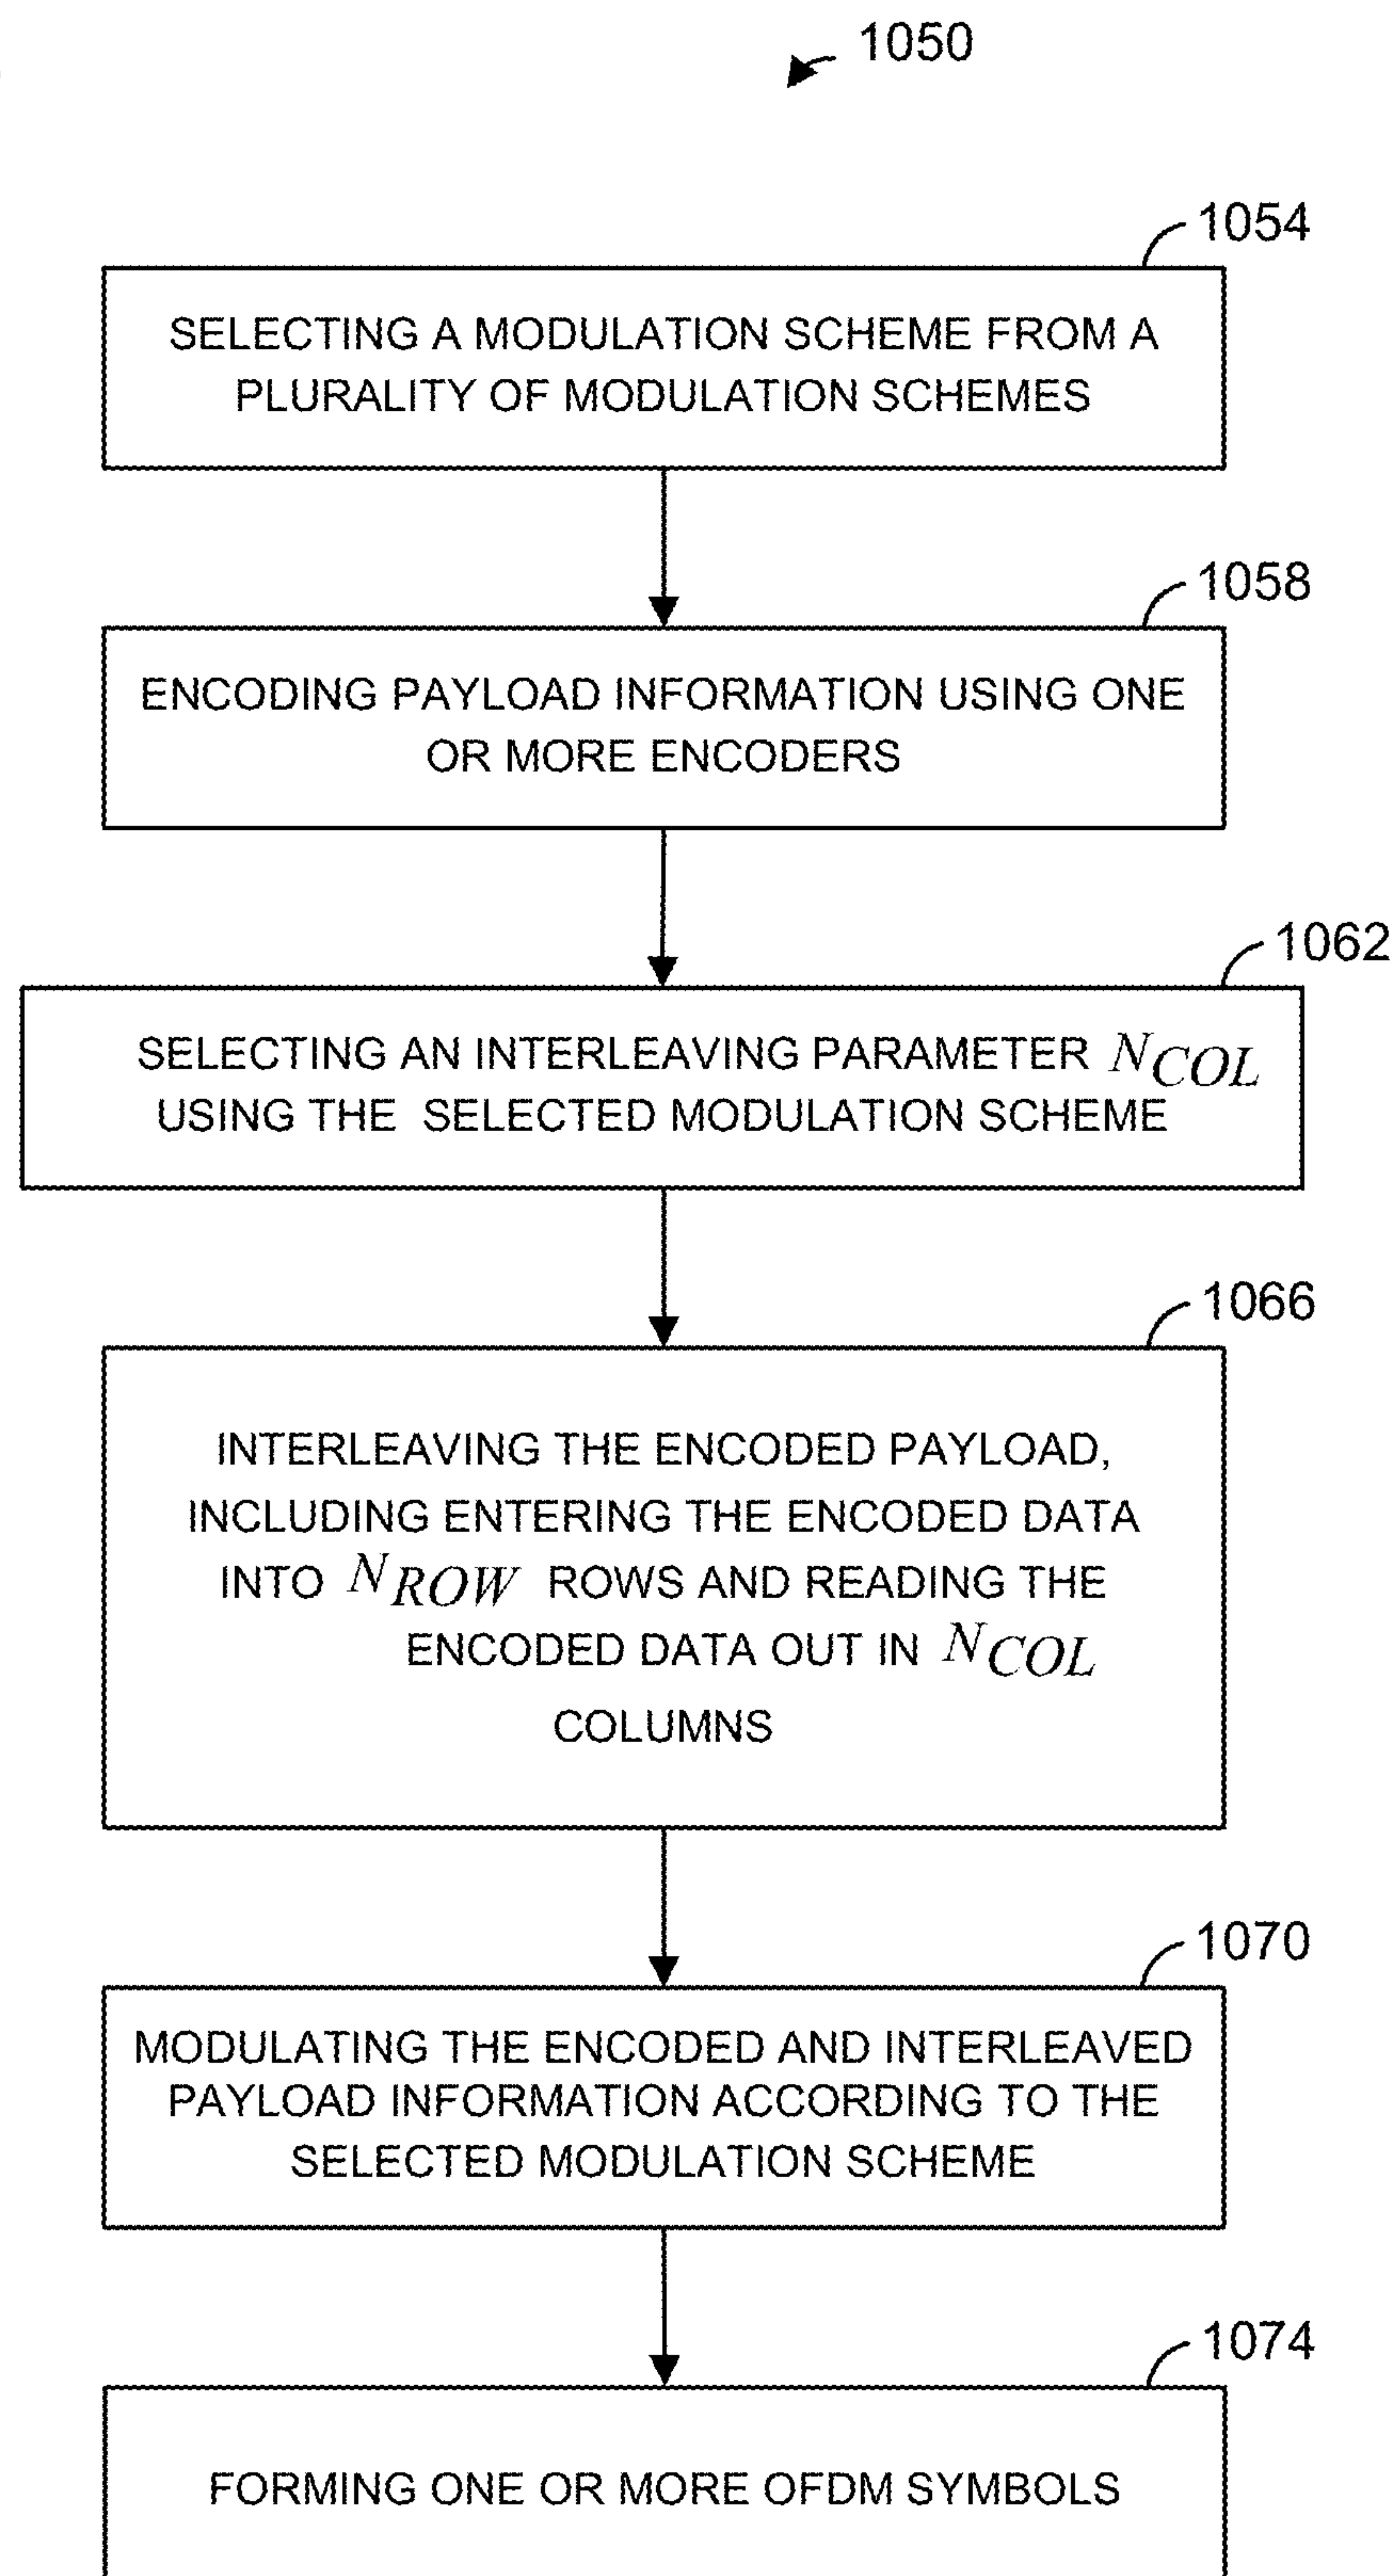 1050
1054
SELECTING A MODULATION SCHEME FROM A
PLURALITY OF MODULATION SCHEMES
1058
ENCODING PAYLOAD INFORMATION USING ONE
OR MORE ENCODERS
1062
SELECTING AN INTERLEAVING PARAMETER NCOL
USING THE SELECTED MODULATION SCHEME
1066
INTERLEAVING THE ENCODED PAYLOAD,
INCLUDING ENTERING THE ENCODED DATA
INTO NROW ROWS AND READING THE
ENCODED DATA OUT IN NCOL
COLUMNS
1070
MODULATING THE ENCODED AND INTERLEAVED
PAYLOAD INFORMATION ACCORDING TO THE
SELECTED MODULATION SCHEME
1074
FORMING ONE OR MORE OFDM SYMBOLS